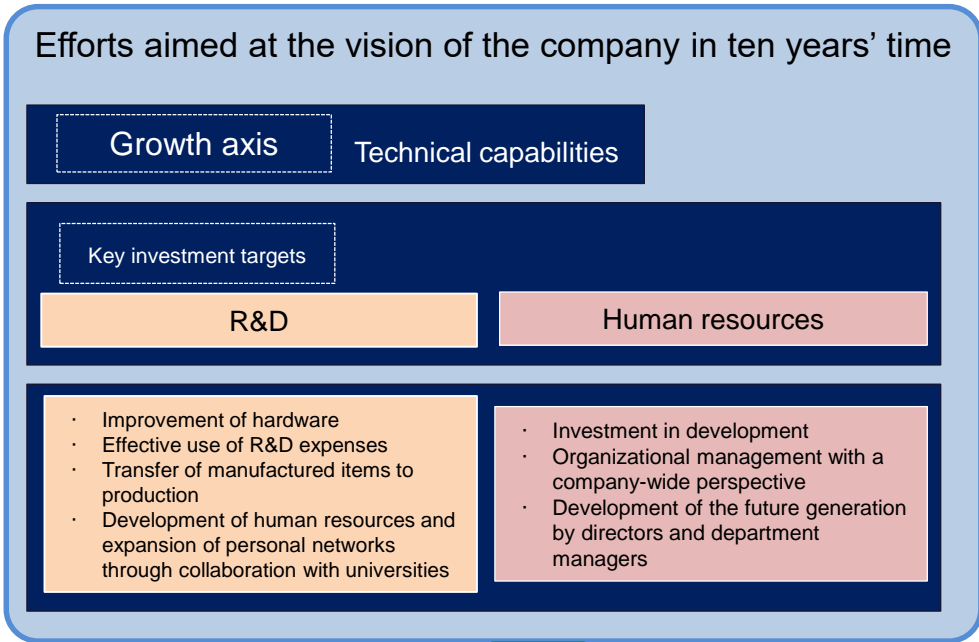 Efforts aimed at the vision of the company in ten years’ time
Growth axis
Technical capabilities
Key investment targets
R&D
Human resources
· Improvement of hardware
· Effective use of R&D expenses
· Transfer of manufactured items to
production
· Development of human resources and
expansion of personal networks
through collaboration with universities
· Investment in development
· Organizational management with a
company-wide perspective
· Development of the future generation
by directors and department
managers